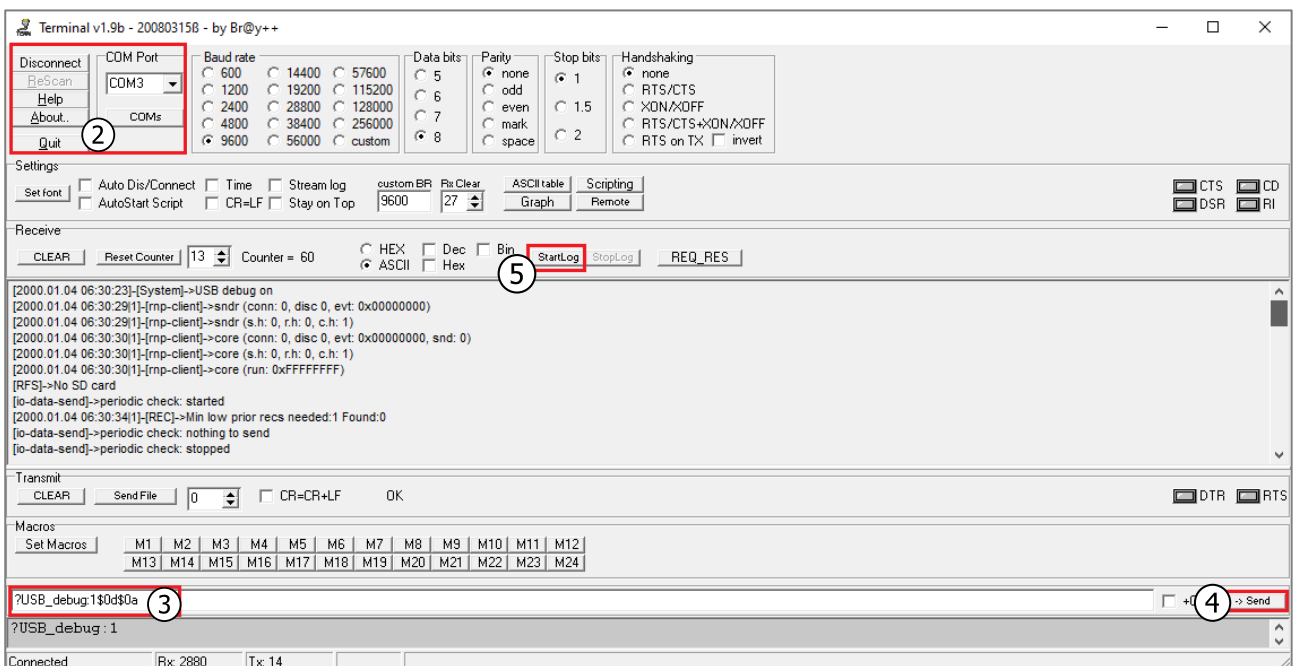 Terminal v1.9b - 20080315ß - by Br@y++
Disconnect
ReScan
Help
About..
Quit
2
COM Port
COM3
COMs
Baud rate
600 14400 57600
1200 19200 115200
2400 28800 128000
4800 38400 256000
9600 56000 custom
Data bits
5
6
7
8
Parity
none
odd
even
mark
space
Stop bits
1
1.5
2
Handshaking
none
RTS/CTS
XON/XOFF
RTS/CTS+XON/XOFF
RTS on TX invert
Settings
Set font
Auto Dis/Connect Time Stream log
AutoStart Script CR=LF Stay on Top
custom BR Rx Clear
9600 27
ASCII table Scripting
Graph Remote
CTS CD
DSR RI
Receive
CLEAR Reset Counter 13 Counter = 60
HEX Dec Bin
ASCII Hex
5
StartLog StopLog REQ_RES
[2000.01.04 06:30:23]-[System]->USB debug on
[2000.01.04 06:30:29|1]-[rnp-client]->sndr (conn: 0, disc 0, evt: 0x00000000)
[2000.01.04 06:30:29|1]-[rnp-client]->sndr (s.h: 0, r.h: 0, c.h: 1)
[2000.01.04 06:30:30|1]-[rnp-client]->core (conn: 0, disc 0, evt: 0x00000000, snd: 0)
[2000.01.04 06:30:30|1]-[rnp-client]->core (s.h: 0, r.h: 0, c.h: 1)
[2000.01.04 06:30:30|1]-[rnp-client]->core (run: 0xFFFFFFFF)
[RFS]->No SD card
[io-data-send]->periodic check: started
[2000.01.04 06:30:34|1]-[REC]->Min low prior recs needed:1 Found:0
[io-data-send]->periodic check: nothing to send
[io-data-send]->periodic check: stopped
Transmit
CLEAR Send File 0 CR=CR+LF OK
DTR RTS
Macros
Set Macros
M1 M2 M3 M4 M5 M6 M7 M8 M9 M10 M11 M12
M13 M14 M15 M16 M17 M18 M19 M20 M21 M22 M23 M24
?USB_debug:1$0d$0a 3
4 -> Send
?USB_debug:1
Connected Rx: 2880 Tx: 14